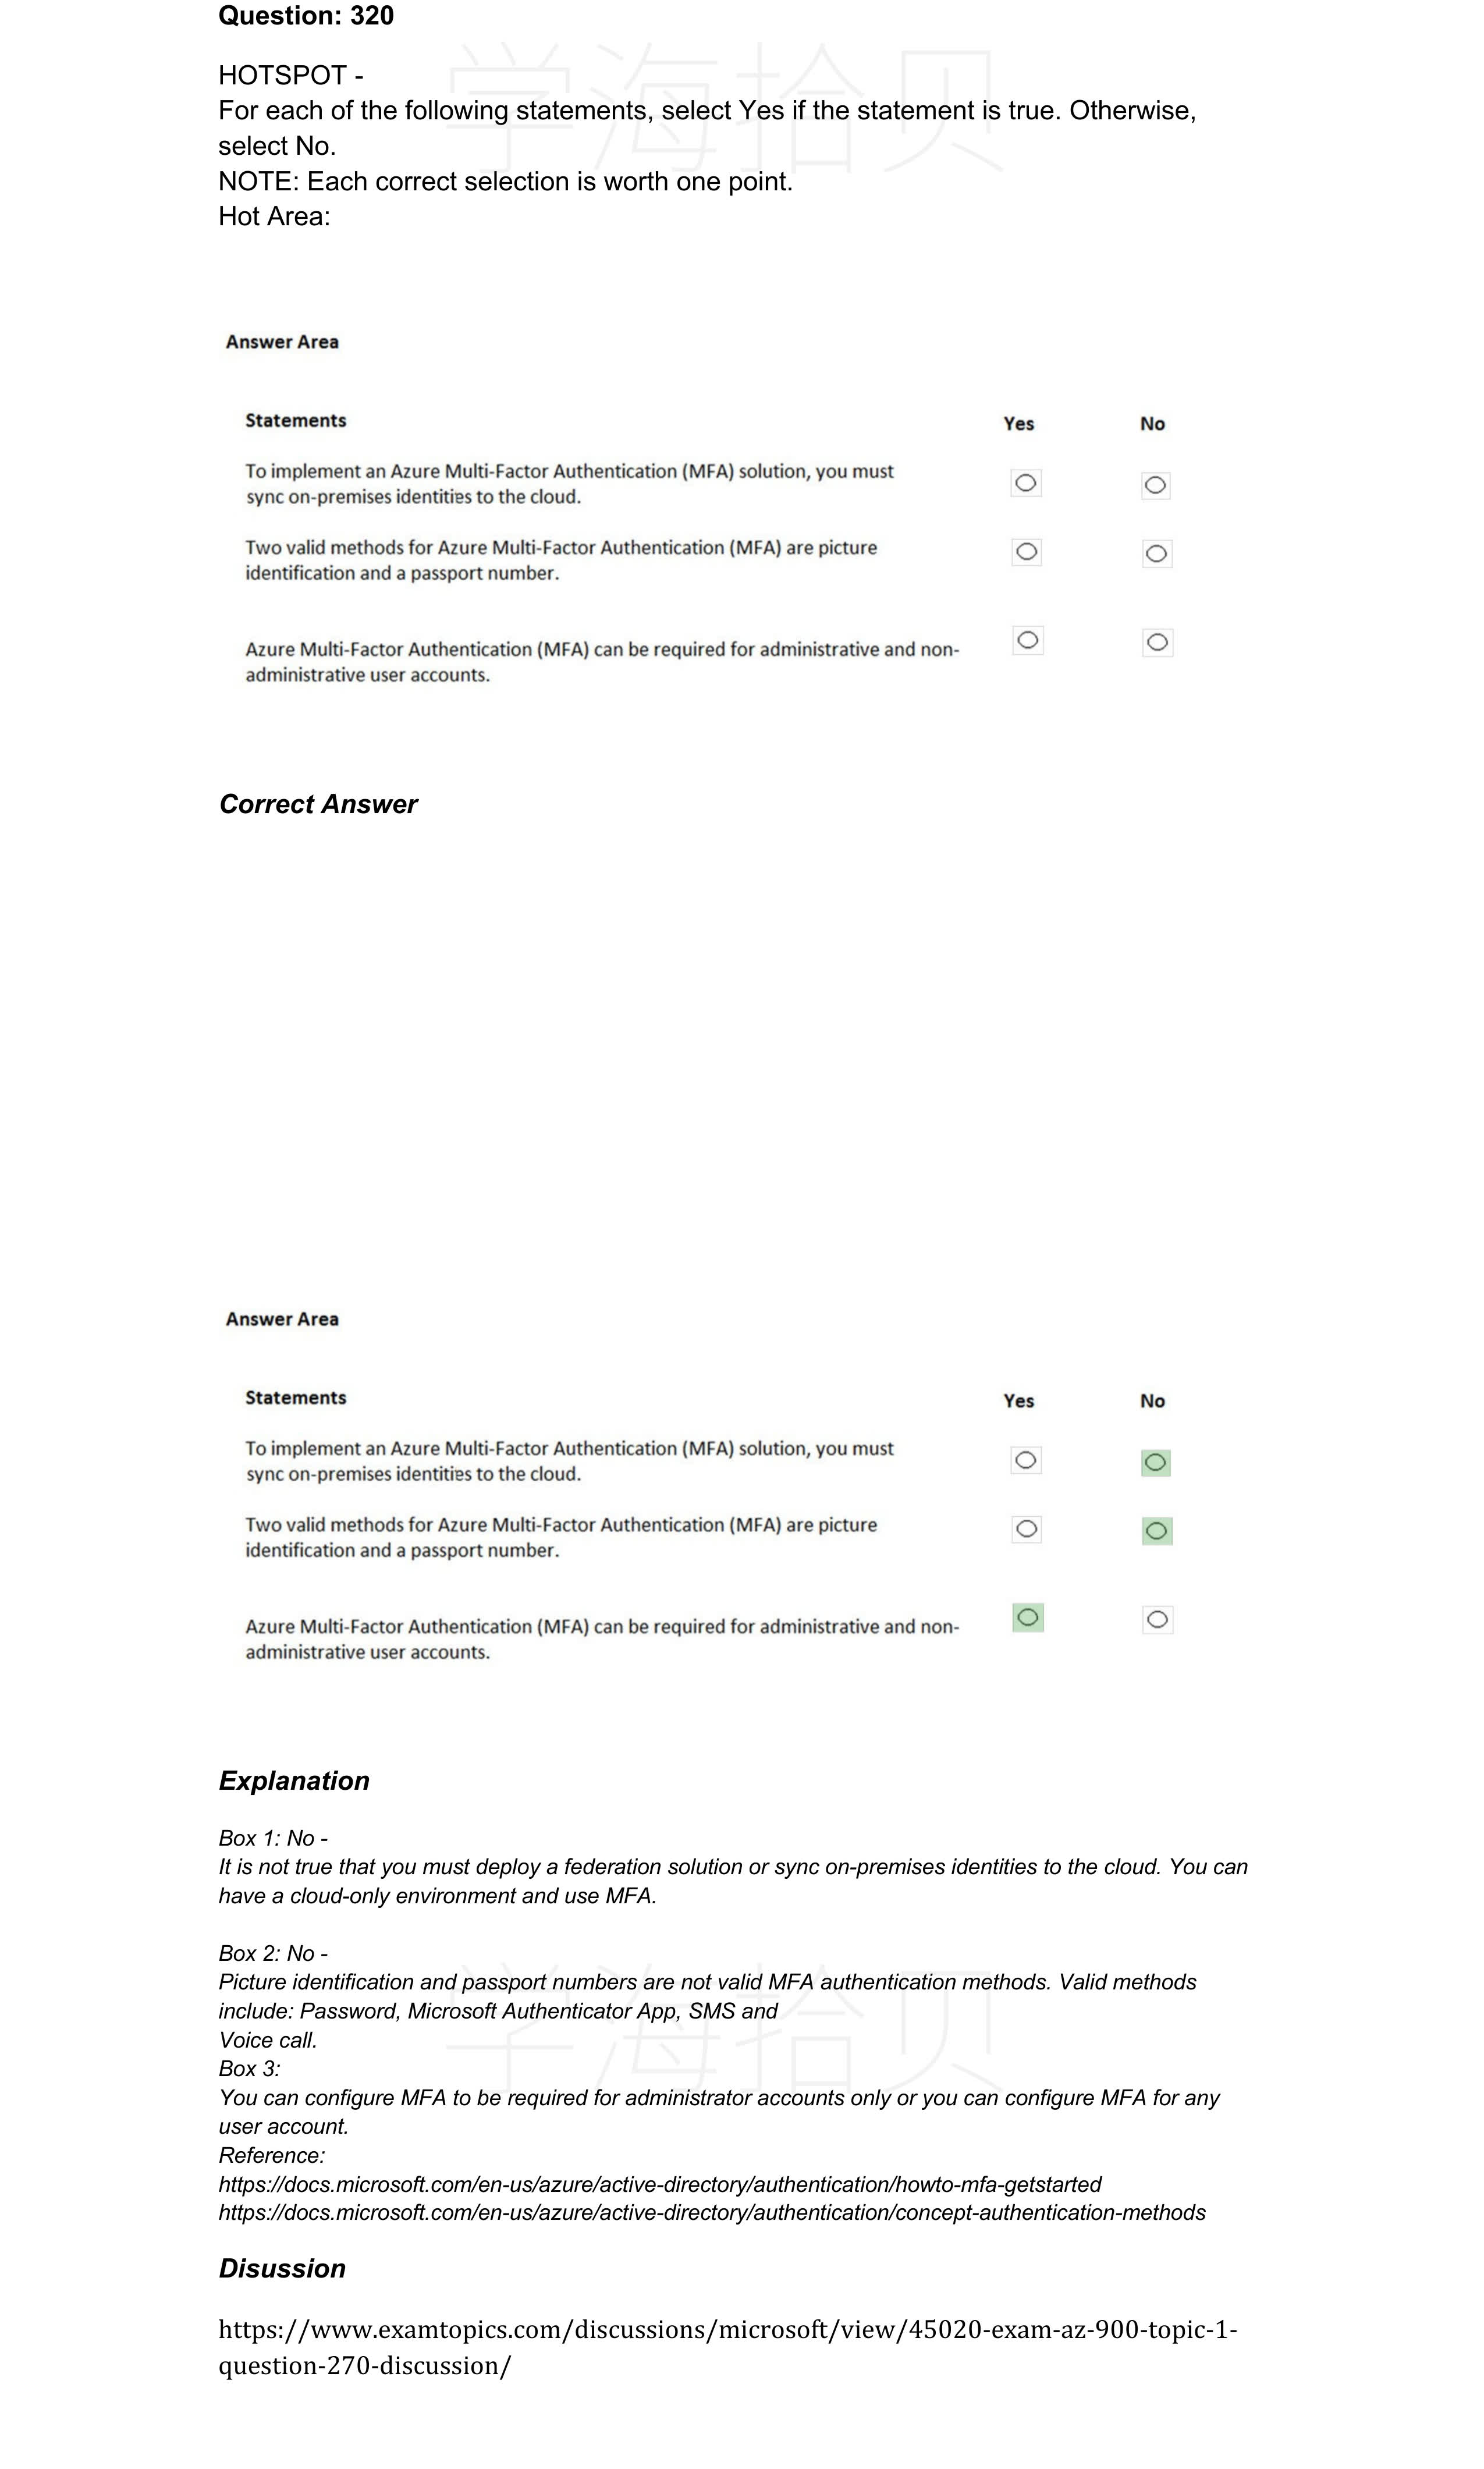 Question: 320
学海拾贝
HOTSPOT -
For each of the following statements, select Yes if the statement is true. Otherwise,
select No.
NOTE: Each correct selection is worth one point.
Hot Area:
Answer Area
Statements Yes No
To implement an Azure Multi-Factor Authentication (MFA) solution, you must
sync on-premises identities to the cloud.
Two valid methods for Azure Multi-Factor Authentication (MFA) are picture
identification and a passport number.
Azure Multi-Factor Authentication (MFA) can be required for administrative and non-
administrative user accounts.
Correct Answer
Answer Area
Statements Yes No
To implement an Azure Multi-Factor Authentication (MFA) solution, you must
sync on-premises identities to the cloud.
Two valid methods for Azure Multi-Factor Authentication (MFA) are picture
identification and a passport number.
Azure Multi-Factor Authentication (MFA) can be required for administrative and non-
administrative user accounts.
Explanation
Box 1: No -
It is not true that you must deploy a federation solution or sync on-premises identities to the cloud. You can
have a cloud-only environment and use MFA.
Box 2: No -
学海拾贝
Picture identification and passport numbers are not valid MFA authentication methods. Valid methods
include: Password, Microsoft Authenticator App, SMS and
Voice call.
Box 3:
You can configure MFA to be required for administrator accounts only or you can configure MFA for any
user account.
Reference:
https://docs.microsoft.com/en-us/azure/active-directory/authentication/howto-mfa-getstarted
https://docs.microsoft.com/en-us/azure/active-directory/authentication/concept-authentication-methods
Disussion
https://www.examtopics.com/discussions/microsoft/view/45020-exam-az-900-topic-1-
question-270-discussion/